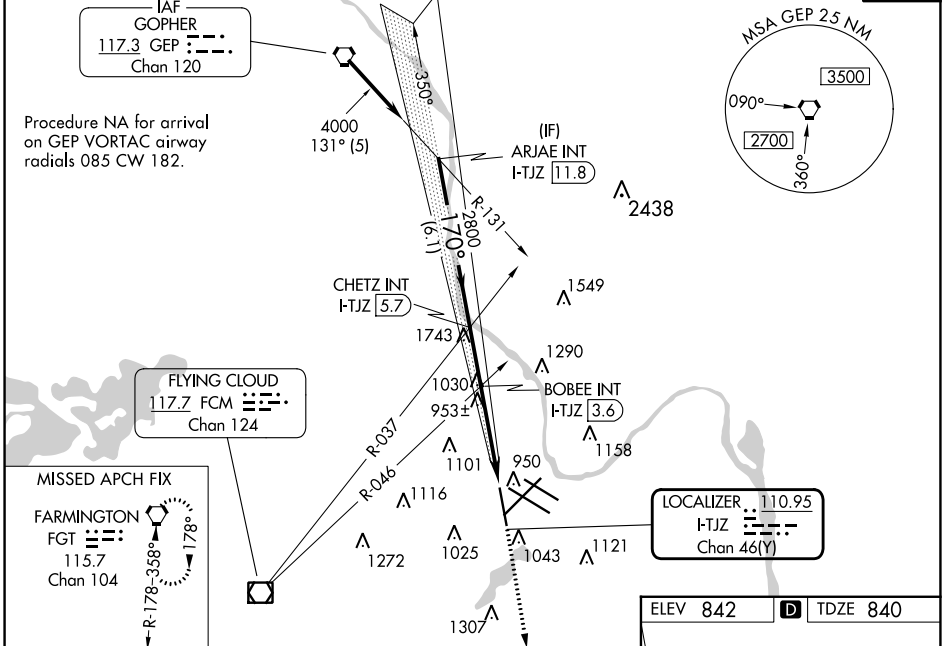 IAF
GOPHER
117.3 GEP
Chan 120
Procedure NA for arrival
on GEP VORTAC airway
radials 085 CW 182.
4000
131° (5)
350°
(IF)
ARJAE INT
I-TJZ 11.8
MSA GEP 25 NM
3500
090°
2700
360°
2438
R-131
2800
170°
(6.1)
CHETZ INT
I-TJZ 5.7
1549
1743
1290
1030
BOBEE INT
I-TJZ 3.6
953±
FLYING CLOUD
117.7 FCM
Chan 124
R-037
R-046
1158
1101
950
1116
MISSED APCH FIX
FARMINGTON
FGT
115.7
Chan 104
178°
R-178-358°
1272
1025
1043
1121
LOCALIZER 110.95
I-TJZ
Chan 46(Y)
1307
ELEV 842 D TDZE 840